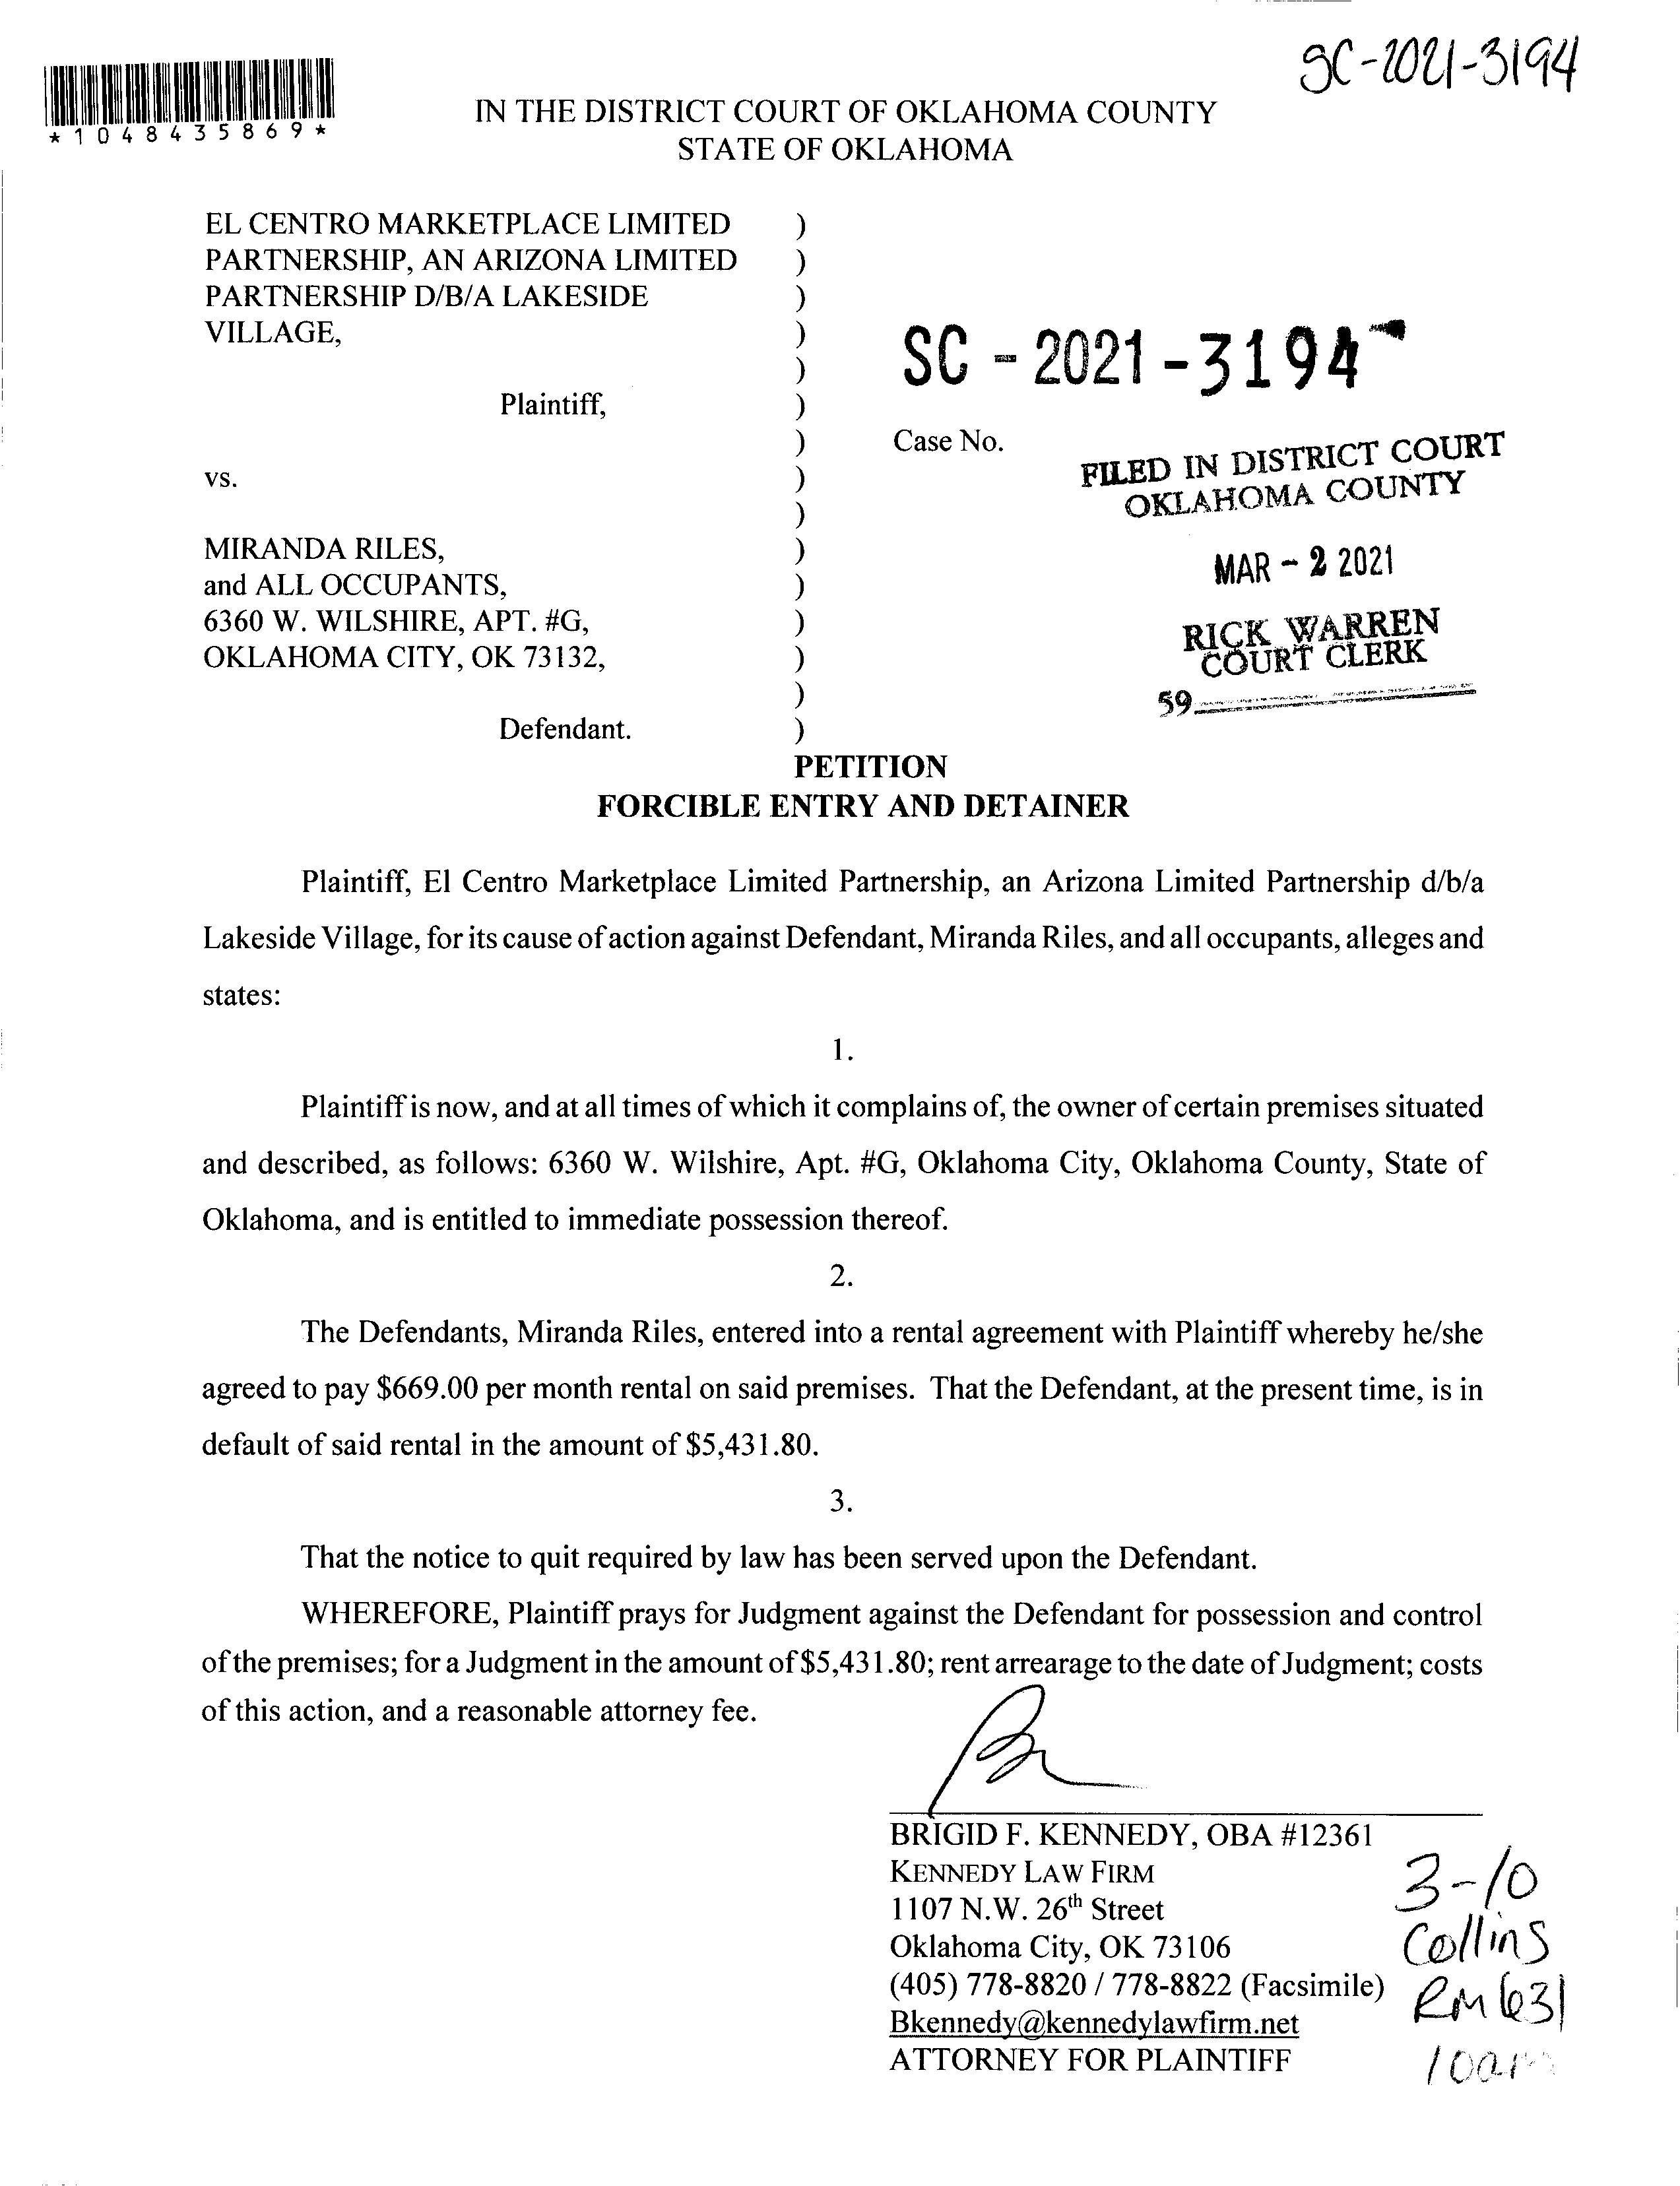 SC-2021-3194
*1048435869*
IN THE DISTRICT COURT OF OKLAHOMA COUNTY
STATE OF OKLAHOMA
EL CENTRO MARKETPLACE LIMITED )
PARTNERSHIP, AN ARIZONA LIMITED )
PARTNERSHIP D/B/A LAKESIDE )
VILLAGE, )
)
SC - 2021 - 3194
Plaintiff, )
) Case No.
vs. )
FILED IN DISTRICT COURT
OKLAHOMA COUNTY
)
MIRANDA RILES, )
MAR - 2 2021
and ALL OCCUPANTS, )
6360 W. WILSHIRE, APT. #G, )
RICK WARREN
COURT CLERK
OKLAHOMA CITY, OK 73132, )
)
59
Defendant. )
PETITION
FORCIBLE ENTRY AND DETAINER
Plaintiff, El Centro Marketplace Limited Partnership, an Arizona Limited Partnership d/b/a
Lakeside Village, for its cause of action against Defendant, Miranda Riles, and all occupants, alleges and
states:
1.
Plaintiff is now, and at all times of which it complains of, the owner of certain premises situated
and described, as follows: 6360 W. Wilshire, Apt. #G, Oklahoma City, Oklahoma County, State of
Oklahoma, and is entitled to immediate possession thereof.
2.
The Defendants, Miranda Riles, entered into a rental agreement with Plaintiff whereby he/she
agreed to pay $669.00 per month rental on said premises. That the Defendant, at the present time, is in
default of said rental in the amount of $5,431.80.
3.
That the notice to quit required by law has been served upon the Defendant.
WHEREFORE, Plaintiff prays for Judgment against the Defendant for possession and control
of the premises; for a Judgment in the amount of $5,431.80; rent arrearage to the date of Judgment; costs
of this action, and a reasonable attorney fee.
BRIGID F. KENNEDY, OBA #12361
KENNEDY LAW FIRM
1107 N.W. 26th Street
Oklahoma City, OK 73106
(405) 778-8820 / 778-8822 (Facsimile)
Bkennedy@kennedylawfirm.net
ATTORNEY FOR PLAINTIFF
3-10
Collins
RM 631
10am